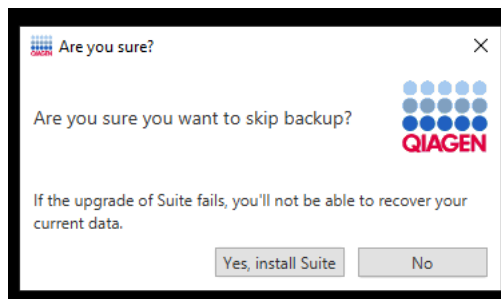 Are you sure?
Are you sure you want to skip backup?
QIAGEN
If the upgrade of Suite fails, you'll not be able to recover your
current data.
Yes, install Suite
No